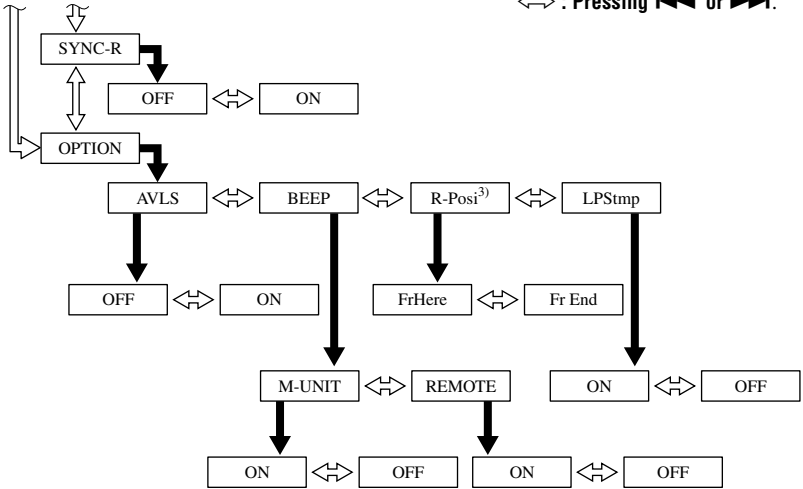 ⇔ : Pressing ⏮ or ⏭.
SYNC-R
OFF ON
OPTION
AVLS BEEP R-Posi3) LPStmp
OFF ON FrHere Fr End
M-UNIT REMOTE ON OFF
ON OFF ON OFF